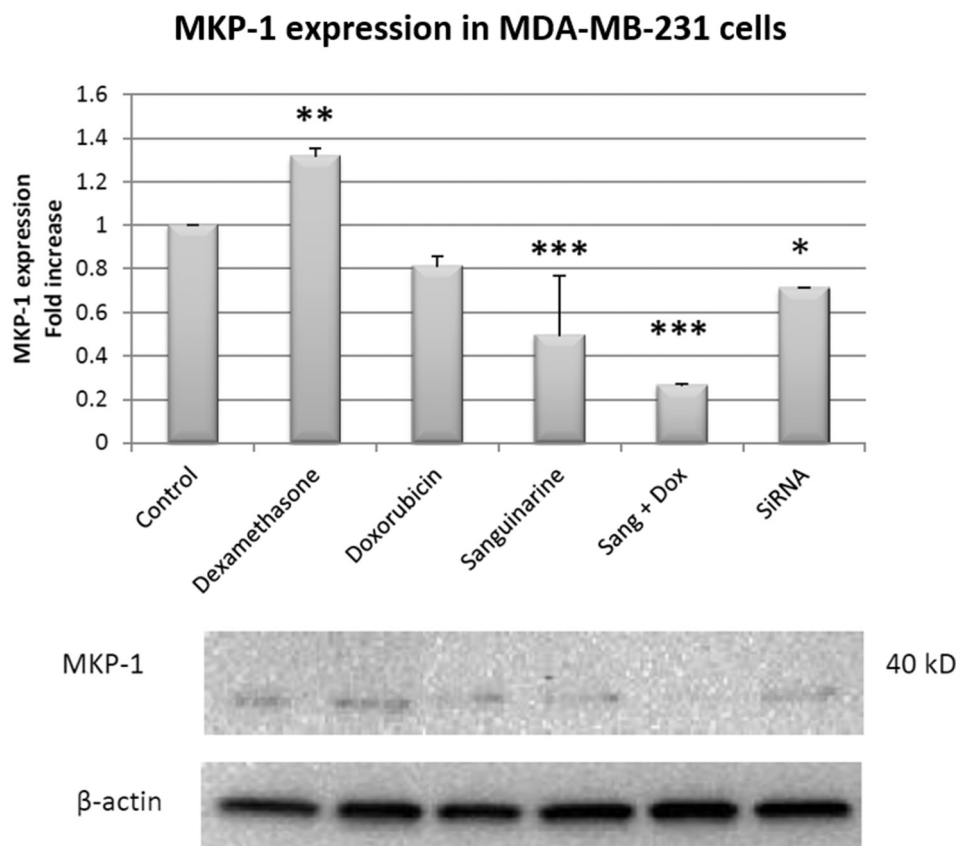 MKP-1 expression in MDA-MB-231 cells
MKP-1 expression
Fold increase
1.6
1.4
1.2
1
0.8
0.6
0.4
0.2
0
**
***
***
*
Control
Dexamethasone
Doxorubicin
Sanguinarine
Sang + Dox
SiRNA
MKP-1
40 kD
β-actin